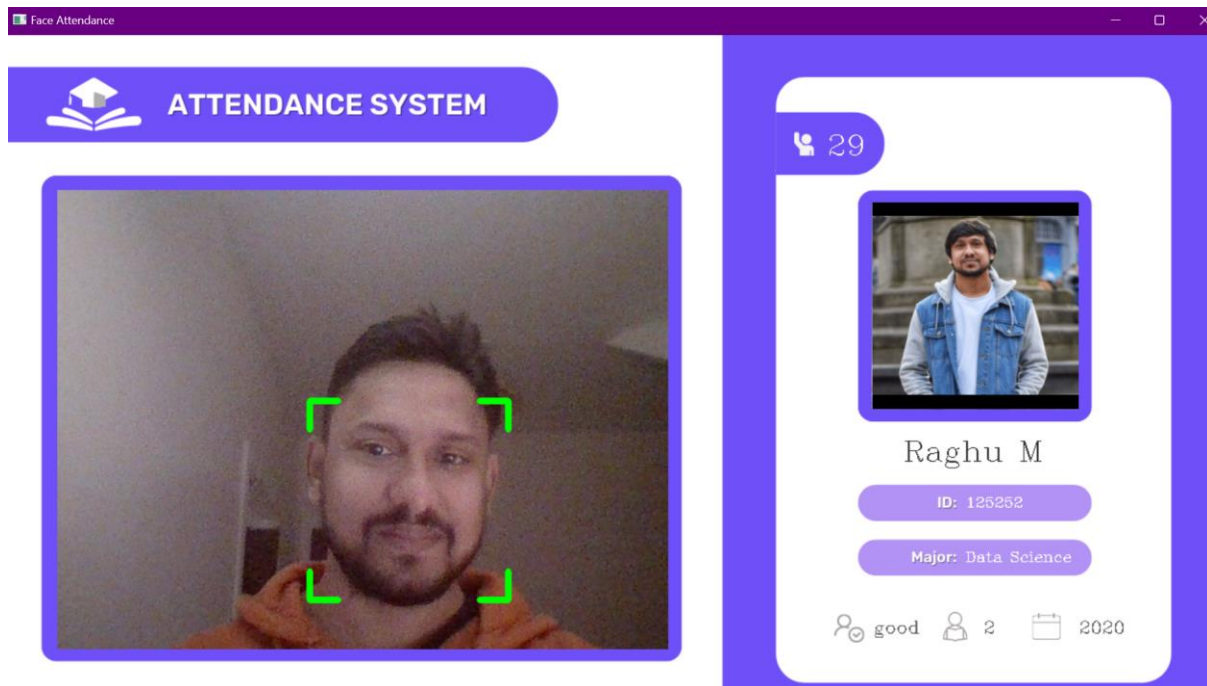 Face Attendance
ATTENDANCE SYSTEM
29
Raghu M
ID: 125252
Major: Data Science
good 2 2020